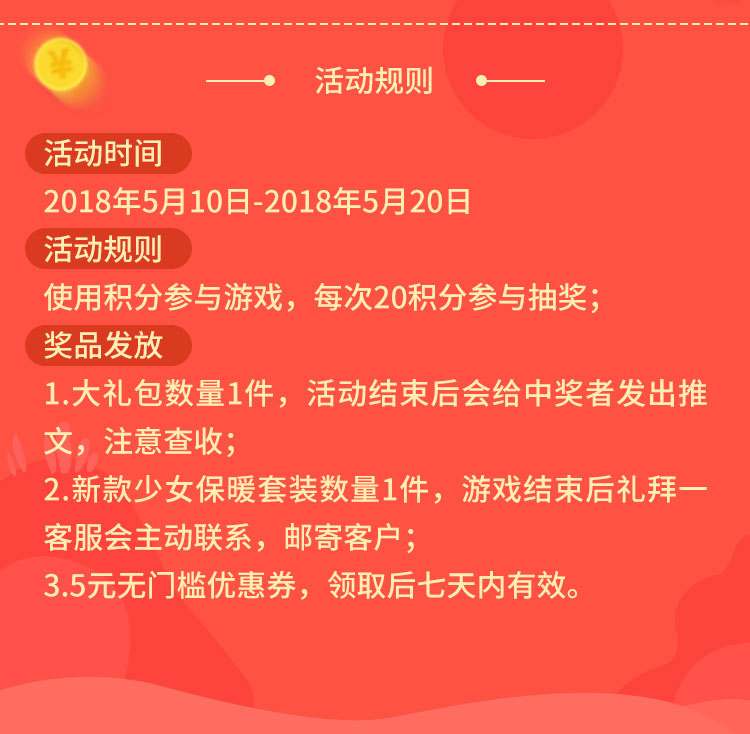 ¥
活动规则
活动时间
2018年5月10日-2018年5月20日
活动规则
使用积分参与游戏，每次20积分参与抽奖；
奖品发放
1.大礼包数量1件，活动结束后会给中奖者发出推
文，注意查收；
2.新款少女保暖套装数量1件，游戏结束后礼拜一
客服会主动联系，邮寄客户；
3.5元无门槛优惠券，领取后七天内有效。